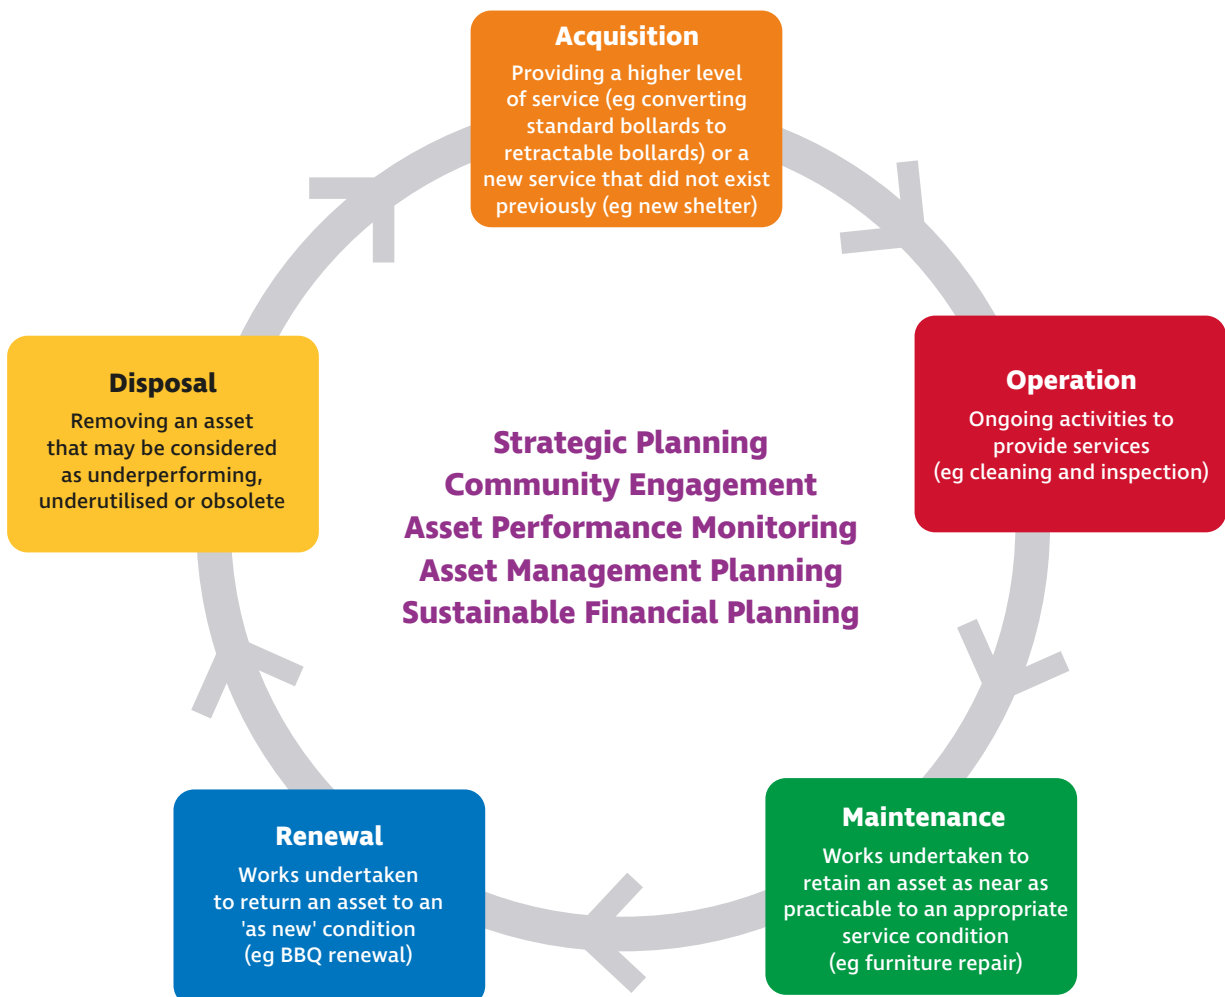 Acquisition
Providing a higher level
of service (eg converting
standard bollards to
retractable bollards) or a
new service that did not exist
previously (eg new shelter)
Operation
Ongoing activities to
provide services
(eg cleaning and inspection)
Maintenance
Works undertaken to
retain an asset as near as
practicable to an appropriate
service condition
(eg furniture repair)
Renewal
Works undertaken
to return an asset to an
'as new' condition
(eg BBQ renewal)
Disposal
Removing an asset
that may be considered
as underperforming,
underutilised or obsolete
Strategic Planning
Community Engagement
Asset Performance Monitoring
Asset Management Planning
Sustainable Financial Planning